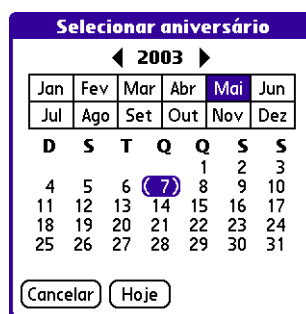 Selecionar aniversário
2003
Jan Fev Mar Abr Mai Jun
Jul Ago Set Out Nov Dez
D S T Q Q S S
1 2 3
4 5 6 (7) 8 9 10
11 12 13 14 15 16 17
18 19 20 21 22 23 24
25 26 27 28 29 30 31
Cancelar Hoje